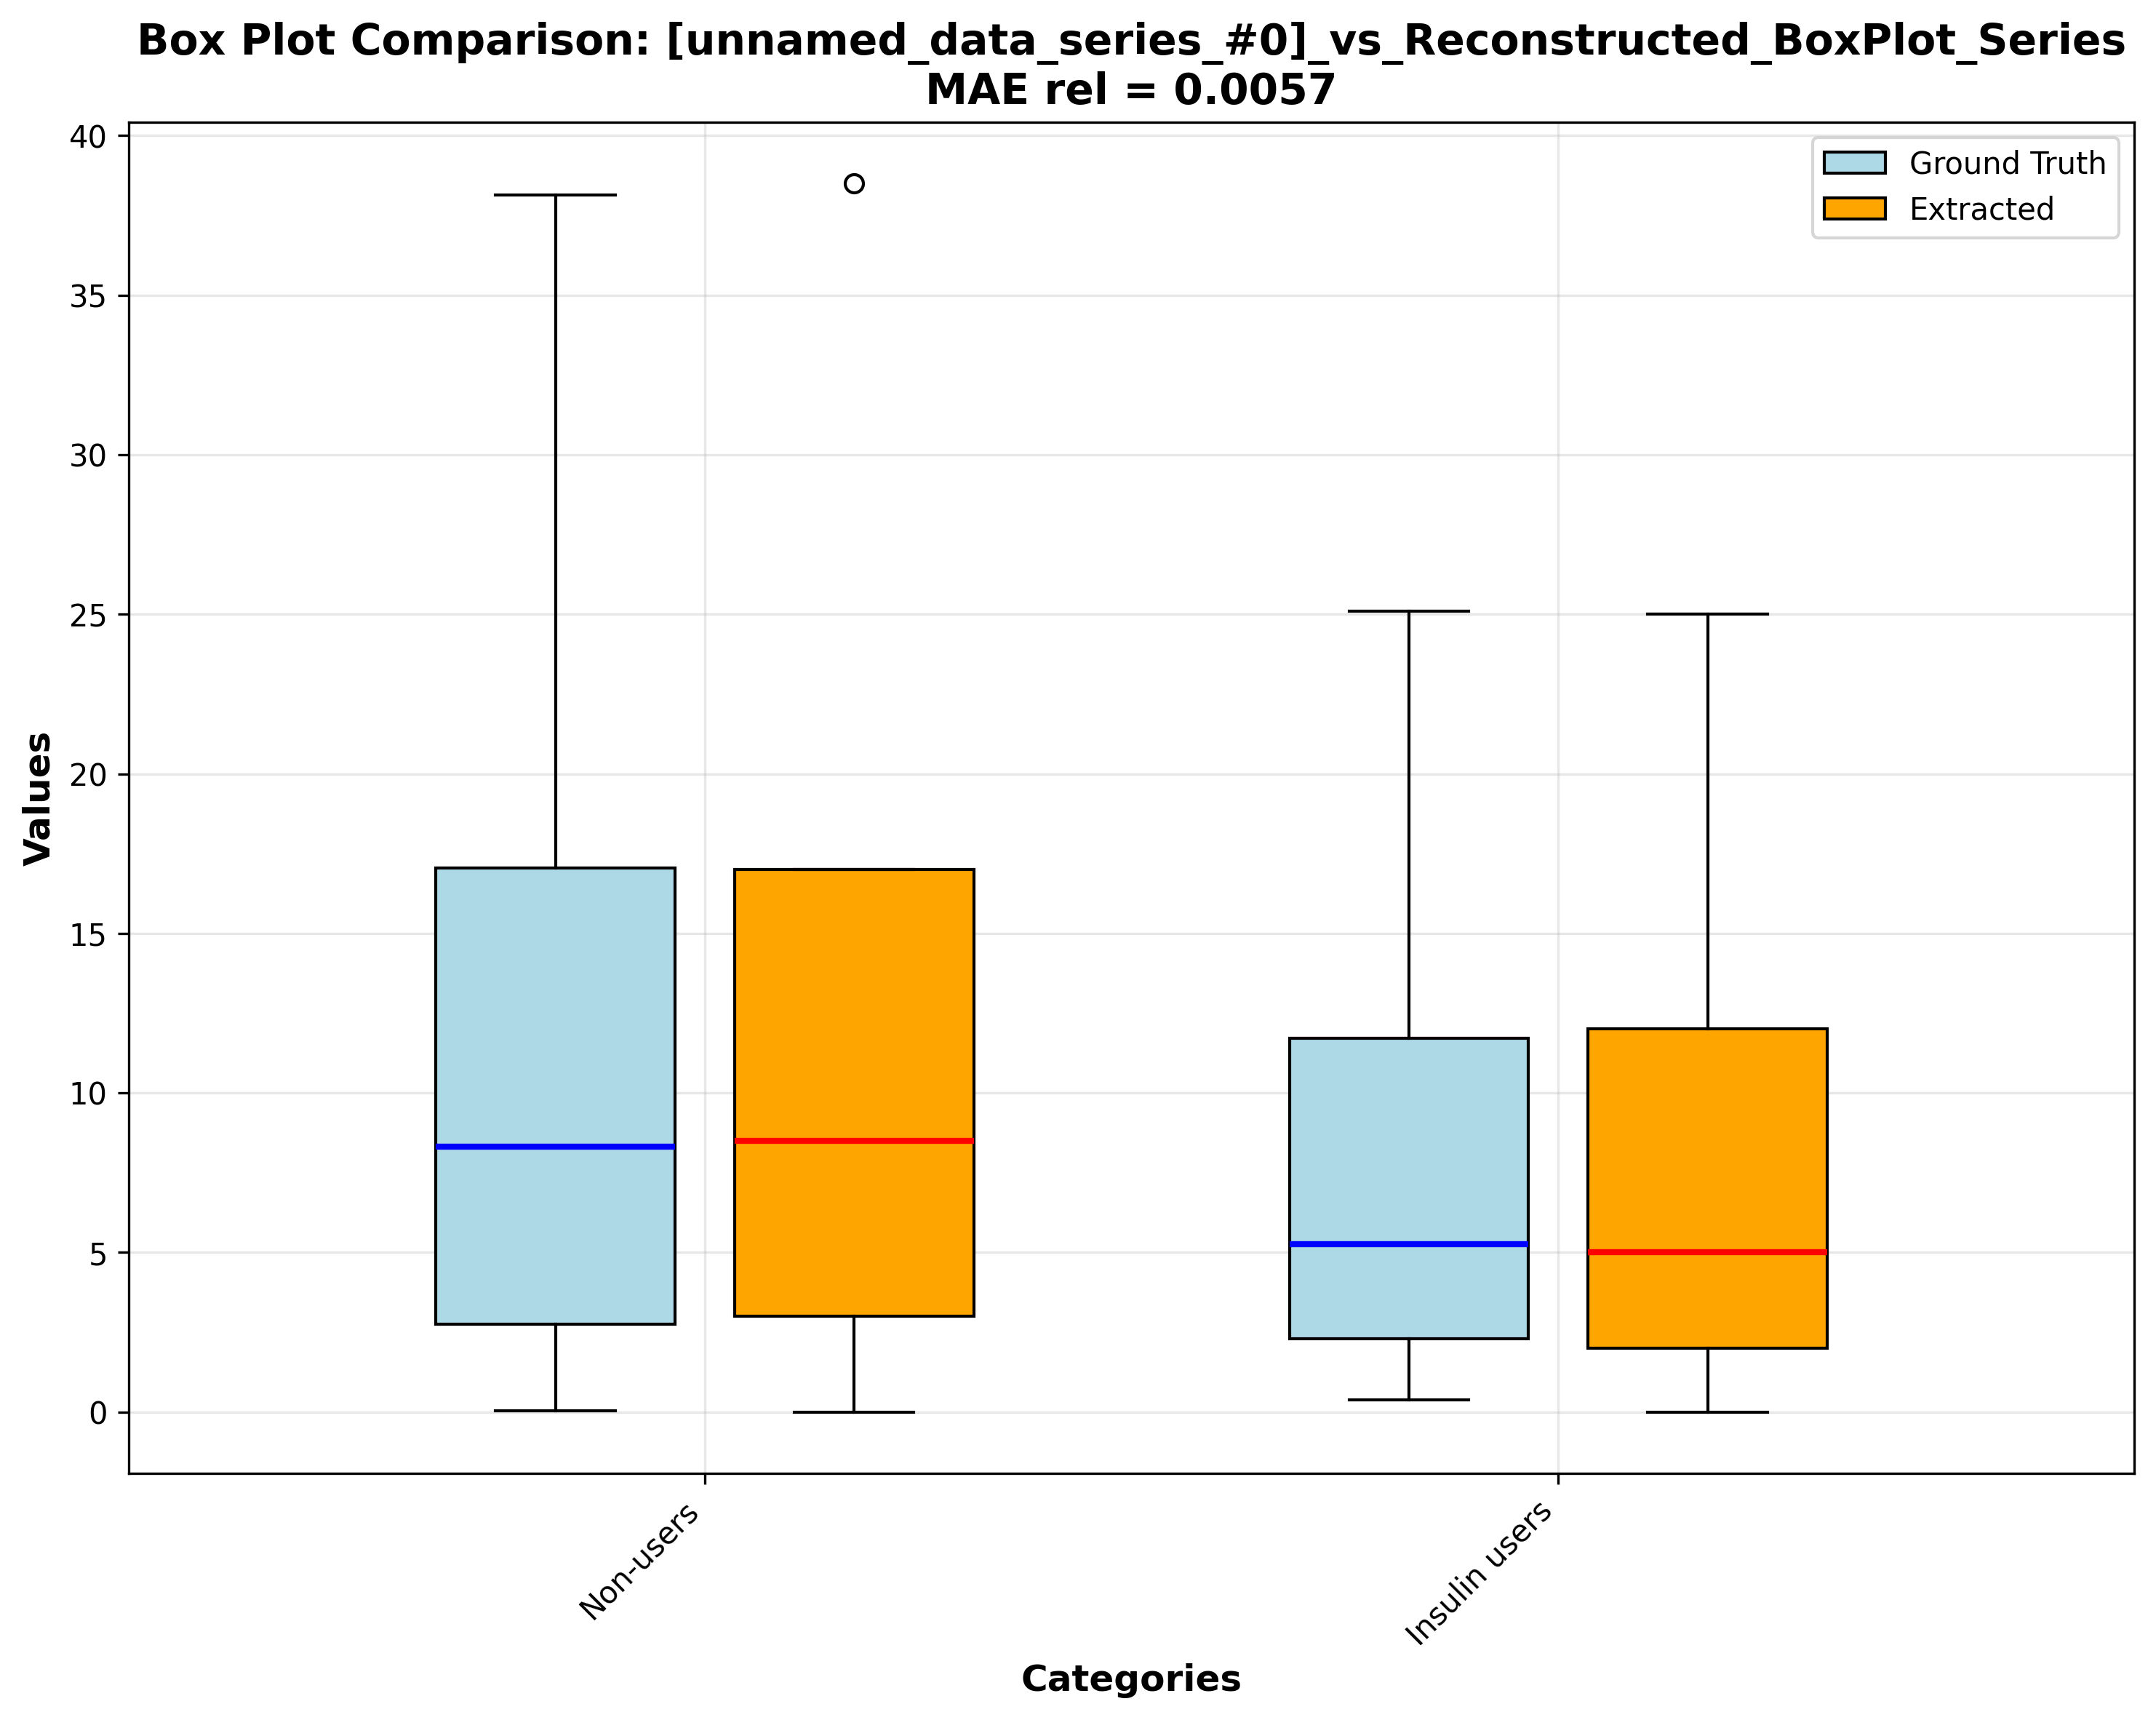 Box Plot Comparison: [unnamed_data_series_#0]_vs_Reconstructed_BoxPlot_Series
MAE rel = 0.0057
Ground Truth
Extracted
Values
40
35
30
25
20
15
10
5
0
Non-users
Insulin users
Categories